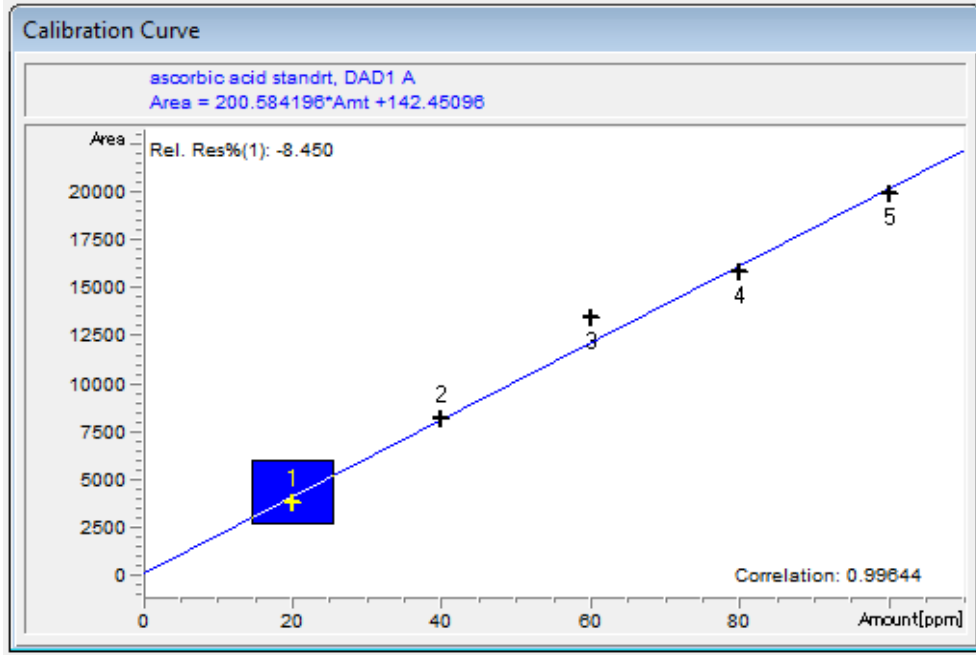 Calibration Curve
ascorbic acid standrt, DAD1 A
Area = 200.584196*Amt +142.45096
Area
Rel. Res%(1): -8.450
20000
17500
15000
12500
10000
7500
5000
2500
0
1
2
3
4
5
Correlation: 0.99644
0 20 40 60 80 Amount[ppm]